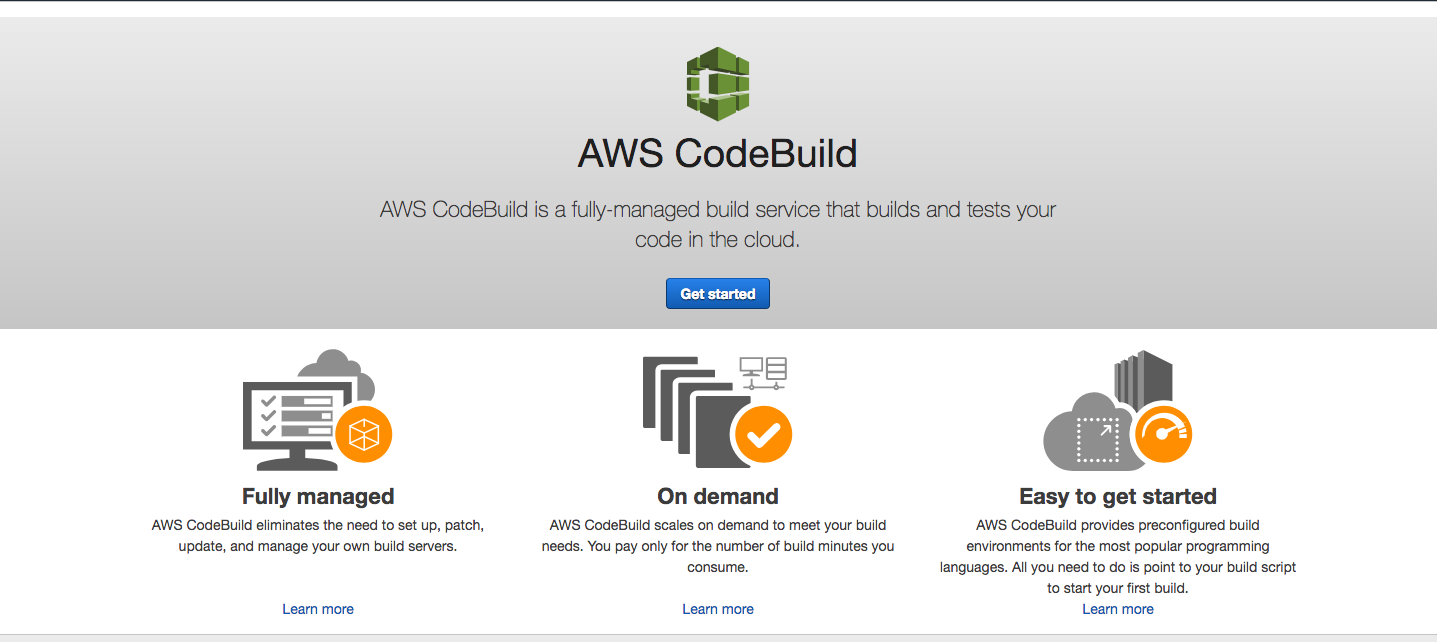 AWS CodeBuild
AWS CodeBuild is a fully-managed build service that builds and tests your
code in the cloud.
Get started
Fully managed
AWS CodeBuild eliminates the need to set up, patch,
update, and manage your own build servers.
Learn more
On demand
AWS CodeBuild scales on demand to meet your build
needs. You pay only for the number of build minutes you
consume.
Learn more
Easy to get started
AWS CodeBuild provides preconfigured build
environments for the most popular programming
languages. All you need to do is point to your build script
to start your first build.
Learn more